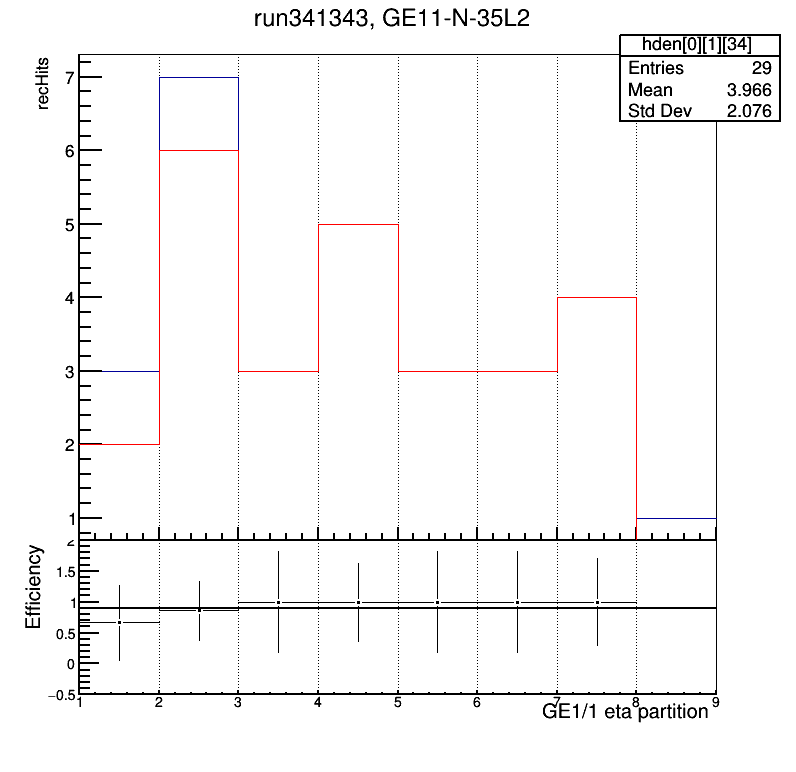 run341343, GE11-N-35L2
hden[0][1][34]
Entries 29
Mean 3.966
Std Dev 2.076
recHits
7
6
5
4
3
2
1
Efficiency
2
1.5
1
0.5
0
−0.5
1 2 3 4 5 6 7 8 9
GE1/1 eta partition